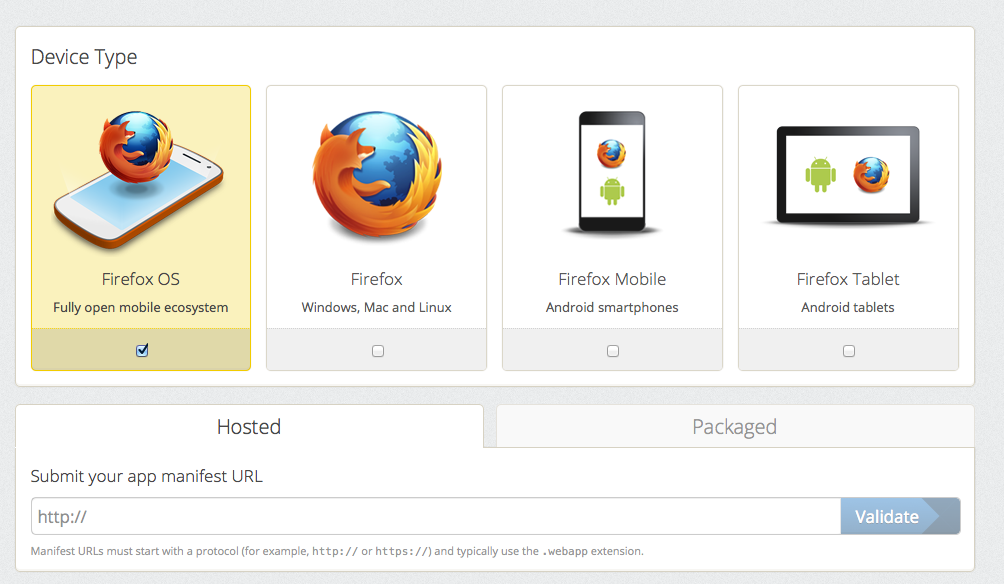 Device Type
Firefox OS
Fully open mobile ecosystem
Firefox
Windows, Mac and Linux
Firefox Mobile
Android smartphones
Firefox Tablet
Android tablets
Hosted
Packaged
Submit your app manifest URL
http://
Validate
Manifest URLs must start with a protocol (for example, http:// or https://) and typically use the .webapp extension.